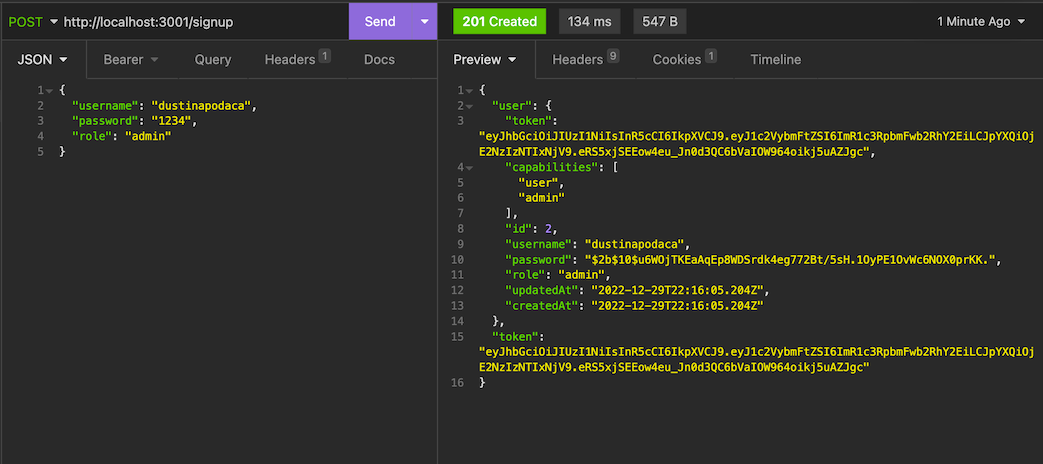 POST http://localhost:3001/signup Send 201 Created 134 ms 547 B 1 Minute Ago
JSON Bearer Query Headers 1 Docs Preview Headers 9 Cookies 1 Timeline
1 {
2 "username": "dustinapodaca",
3 "password": "1234",
4 "role": "admin"
5 }
1 {
2 "user": {
3 "token":
"eyJhbGciOiJIUzI1NiIsInR5cCI6IkpXVCJ9.eyJ1c2VybmFtZSI6ImR1c3RpbmFwb2RhY2EiLCJpYXQiOj
E2NzIzNTIxNjV9.eRS5xjSEEow4eu_Jn0d3QC6bVaIOW964oikj5uAZJgc",
4 "capabilities": [
5 "user",
6 "admin"
7 ],
8 "id": 2,
9 "username": "dustinapodaca",
10 "password": "$2b$10$u6WOjTKEaAqEp8WDSrdk4eg772Bt/5sH.1OyPE1OvWc6NOX0prKK.",
11 "role": "admin",
12 "updatedAt": "2022-12-29T22:16:05.204Z",
13 "createdAt": "2022-12-29T22:16:05.204Z"
14 },
15 "token":
"eyJhbGciOiJIUzI1NiIsInR5cCI6IkpXVCJ9.eyJ1c2VybmFtZSI6ImR1c3RpbmFwb2RhY2EiLCJpYXQiOj
E2NzIzNTIxNjV9.eRS5xjSEEow4eu_Jn0d3QC6bVaIOW964oikj5uAZJgc"
16 }